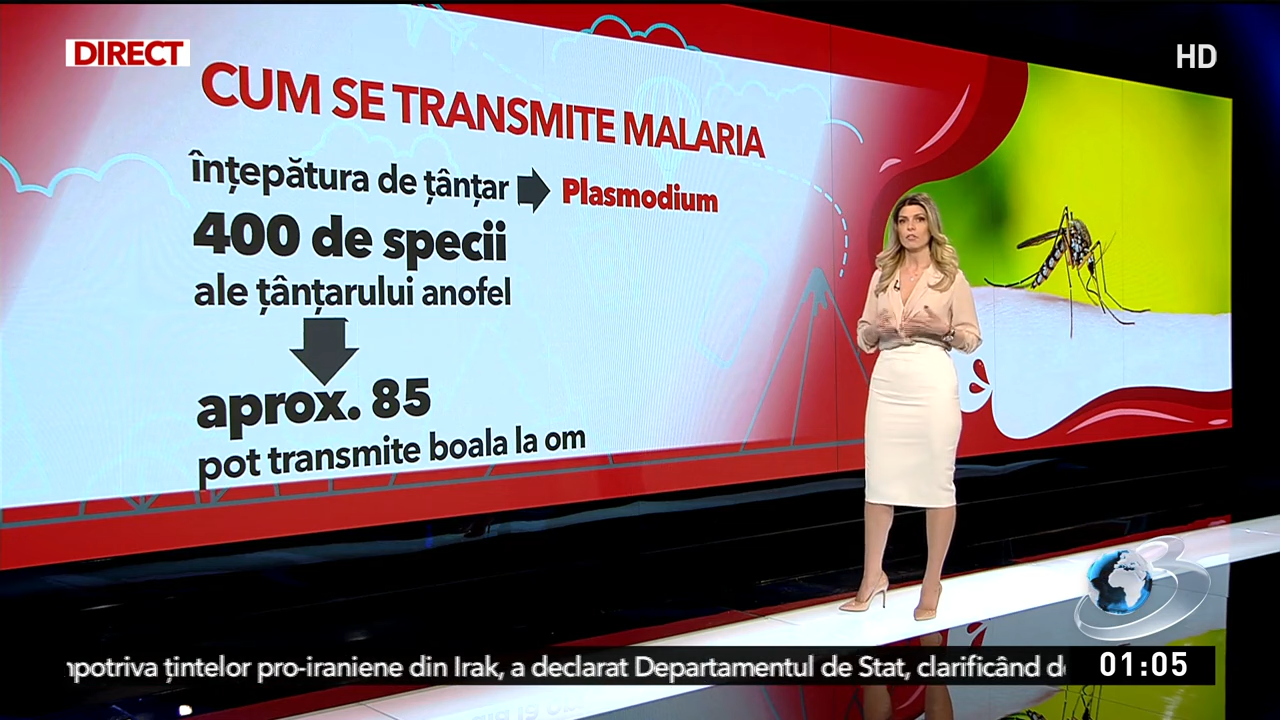 DIRECT
HD
CUM SE TRANSMITE MALARIA
înțepătura de țânțar Plasmodium
400 de specii
ale țânțarului anofel
aprox. 85
pot transmite boala la om
potriva țintelor pro-iraniene din Irak, a declarat Departamentul de Stat, clarificând
01:05